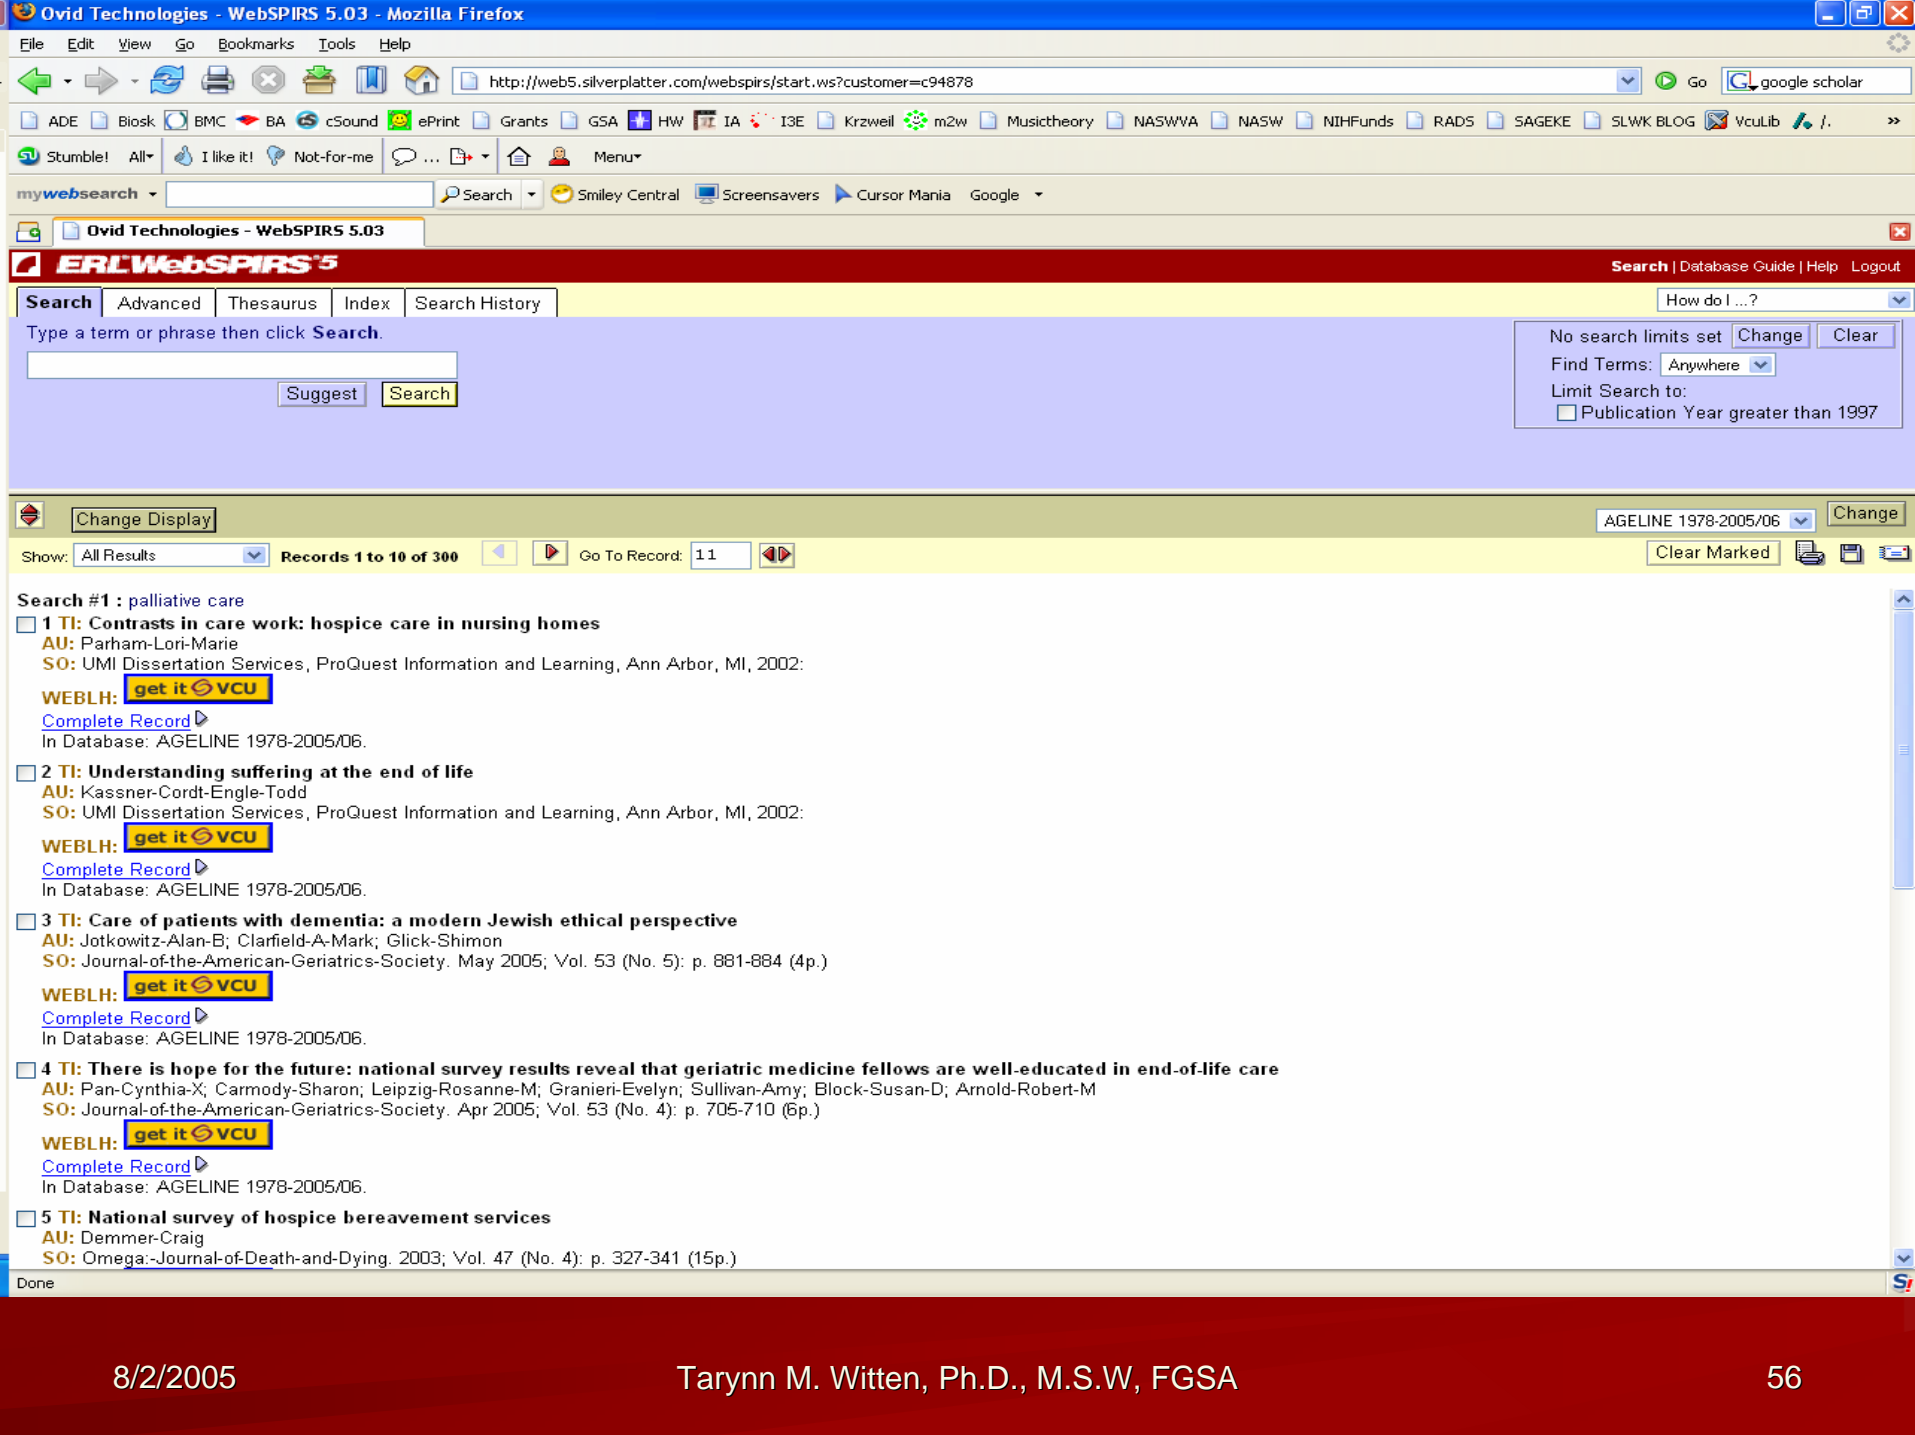 Ovid Technologies - WebSPIRS 5.03 - Mozilla Firefox
File Edit View Go Bookmarks Tools Help
http://web5.silverplatter.com/webspirs/start.ws?customer=c94878 Go G google scholar
ADE Biosk BMC BA cSound ePrint Grants GSA HW IA I3E Krzweil m2w Musictheory NASWVA NASW NIHFunds RADS SAGEKE SLWK BLOG VcuLib /. »
Stumble! All I like it! Not-for-me ... Menu
mywebsearch Search Smiley Central Screensavers Cursor Mania Google
Ovid Technologies - WebSPIRS 5.03
ERL WebSPIRS 5 Search | Database Guide | Help Logout
Search Advanced Thesaurus Index Search History How do I ...?
Type a term or phrase then click Search.
No search limits set Change Clear
Find Terms: Anywhere
Suggest Search
Limit Search to:
Publication Year greater than 1997
Change Display AGELINE 1978-2005/06 Change
Show: All Results Records 1 to 10 of 300 Go To Record: 11 Clear Marked
Search #1 : palliative care
1 TI: Contrasts in care work: hospice care in nursing homes
AU: Parham-Lori-Marie
SO: UMI Dissertation Services, ProQuest Information and Learning, Ann Arbor, MI, 2002:
WEBLH: get it VCU
Complete Record
In Database: AGELINE 1978-2005/06.
2 TI: Understanding suffering at the end of life
AU: Kassner-Cordt-Engle-Todd
SO: UMI Dissertation Services, ProQuest Information and Learning, Ann Arbor, MI, 2002:
WEBLH: get it VCU
Complete Record
In Database: AGELINE 1978-2005/06.
3 TI: Care of patients with dementia: a modern Jewish ethical perspective
AU: Jotkowitz-Alan-B; Clarfield-A-Mark; Glick-Shimon
SO: Journal-of-the-American-Geriatrics-Society. May 2005; Vol. 53 (No. 5): p. 881-884 (4p.)
WEBLH: get it VCU
Complete Record
In Database: AGELINE 1978-2005/06.
4 TI: There is hope for the future: national survey results reveal that geriatric medicine fellows are well-educated in end-of-life care
AU: Pan-Cynthia-X; Carmody-Sharon; Leipzig-Rosanne-M; Granieri-Evelyn; Sullivan-Amy; Block-Susan-D; Arnold-Robert-M
SO: Journal-of-the-American-Geriatrics-Society. Apr 2005; Vol. 53 (No. 4): p. 705-710 (6p.)
WEBLH: get it VCU
Complete Record
In Database: AGELINE 1978-2005/06.
5 TI: National survey of hospice bereavement services
AU: Demmer-Craig
SO: Omega:-Journal-of-Death-and-Dying. 2003; Vol. 47 (No. 4): p. 327-341 (15p.)
Done
8/2/2005 Tarynn M. Witten, Ph.D., M.S.W, FGSA 56